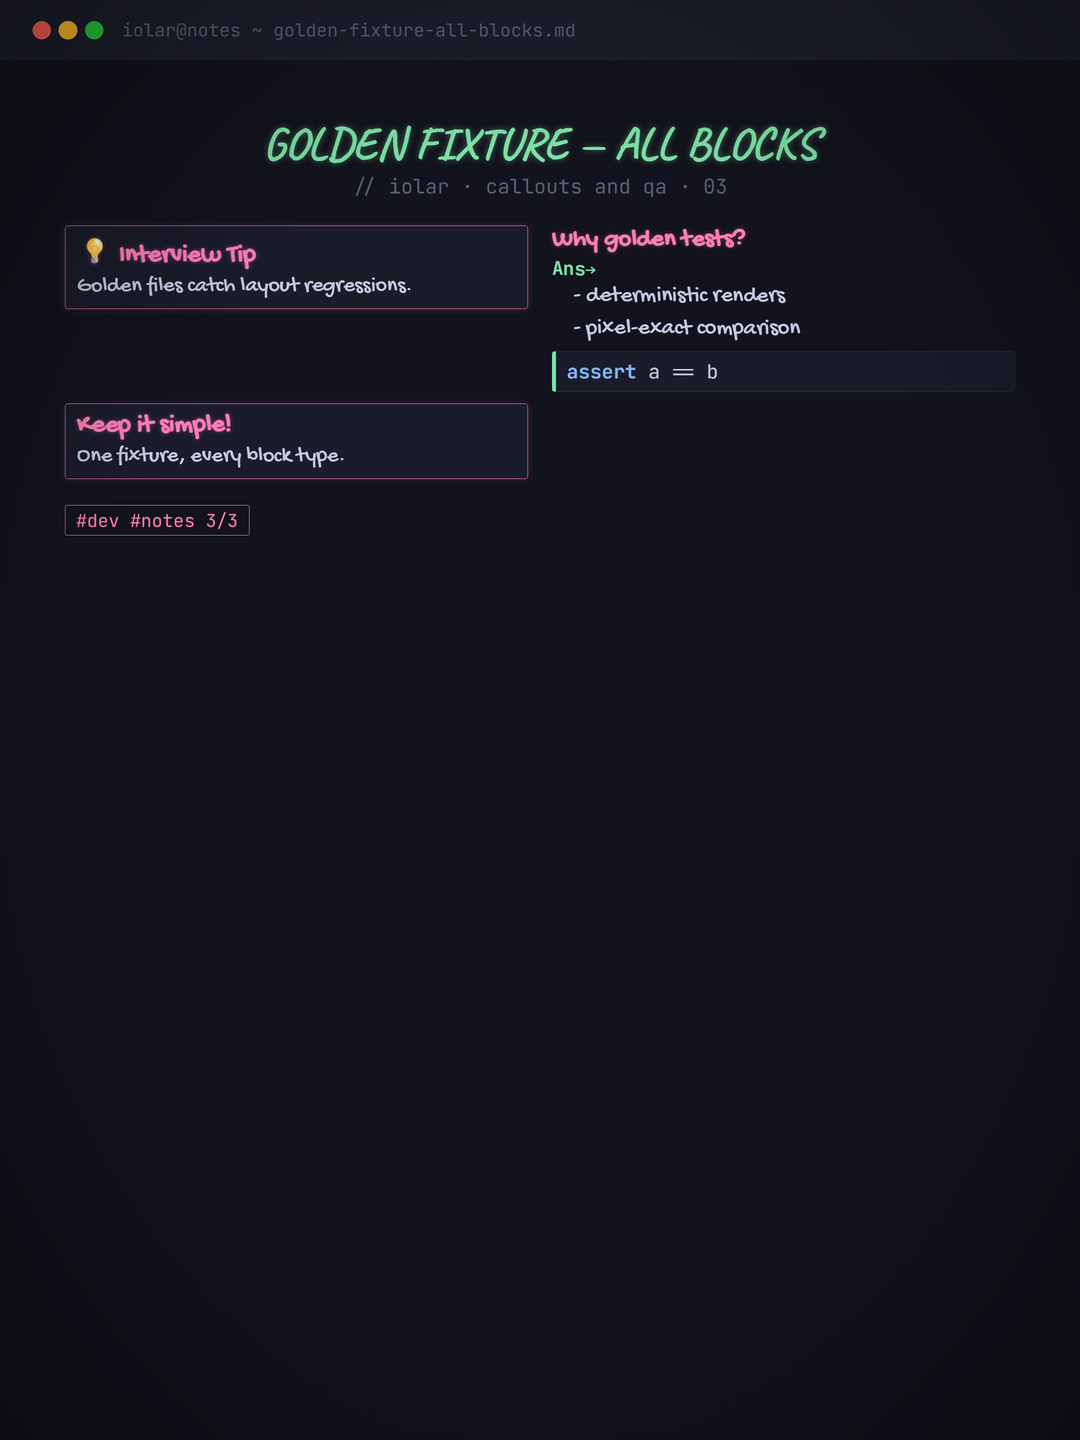 iolar@notes ~ golden-fixture-all-blocks.md
GOLDEN FIXTURE — ALL BLOCKS
// iolar · callouts and qa · 03
💡 Interview Tip
Golden files catch layout regressions.
Why golden tests?
Ans→
- deterministic renders
- pixel-exact comparison
assert a == b
Keep it simple!
One fixture, every block type.
#dev #notes 3/3